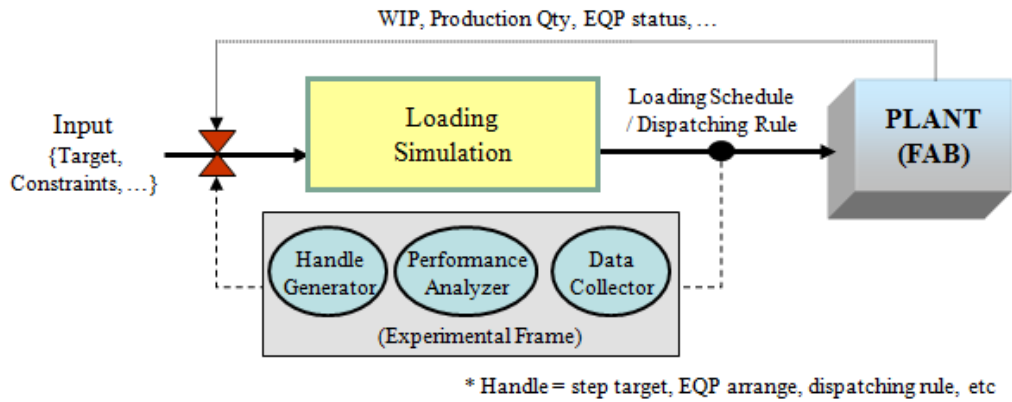 WIP, Production Qty, EQP status, ...
Input
{Target,
Constraints, ...}
Loading
Simulation
Loading Schedule
/ Dispatching Rule
PLANT
(FAB)
Handle
Generator
Performance
Analyzer
Data
Collector
(Experimental Frame)
* Handle = step target, EQP arrange, dispatching rule, etc